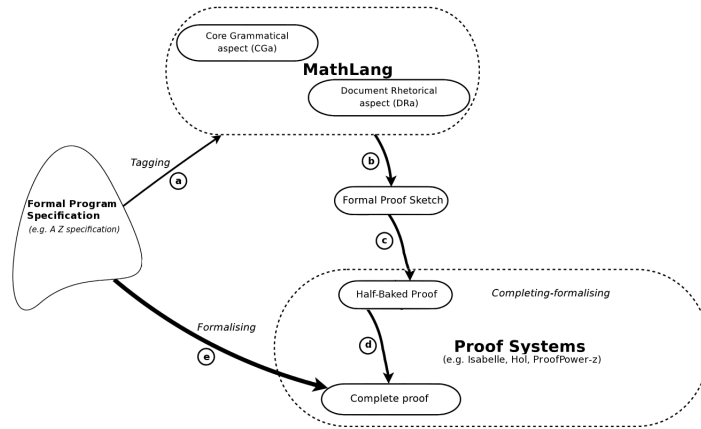 Core Grammatical
aspect (CGa)
MathLang
Document Rhetorical
aspect (DRa)
Tagging
a
b
Formal Program
Specification
(e.g. A Z specification)
Formal Proof Sketch
c
Half-Baked Proof
Completing-formalising
Formalising
e
d
Proof Systems
(e.g. Isabelle, Hol, ProofPower-z)
Complete proof